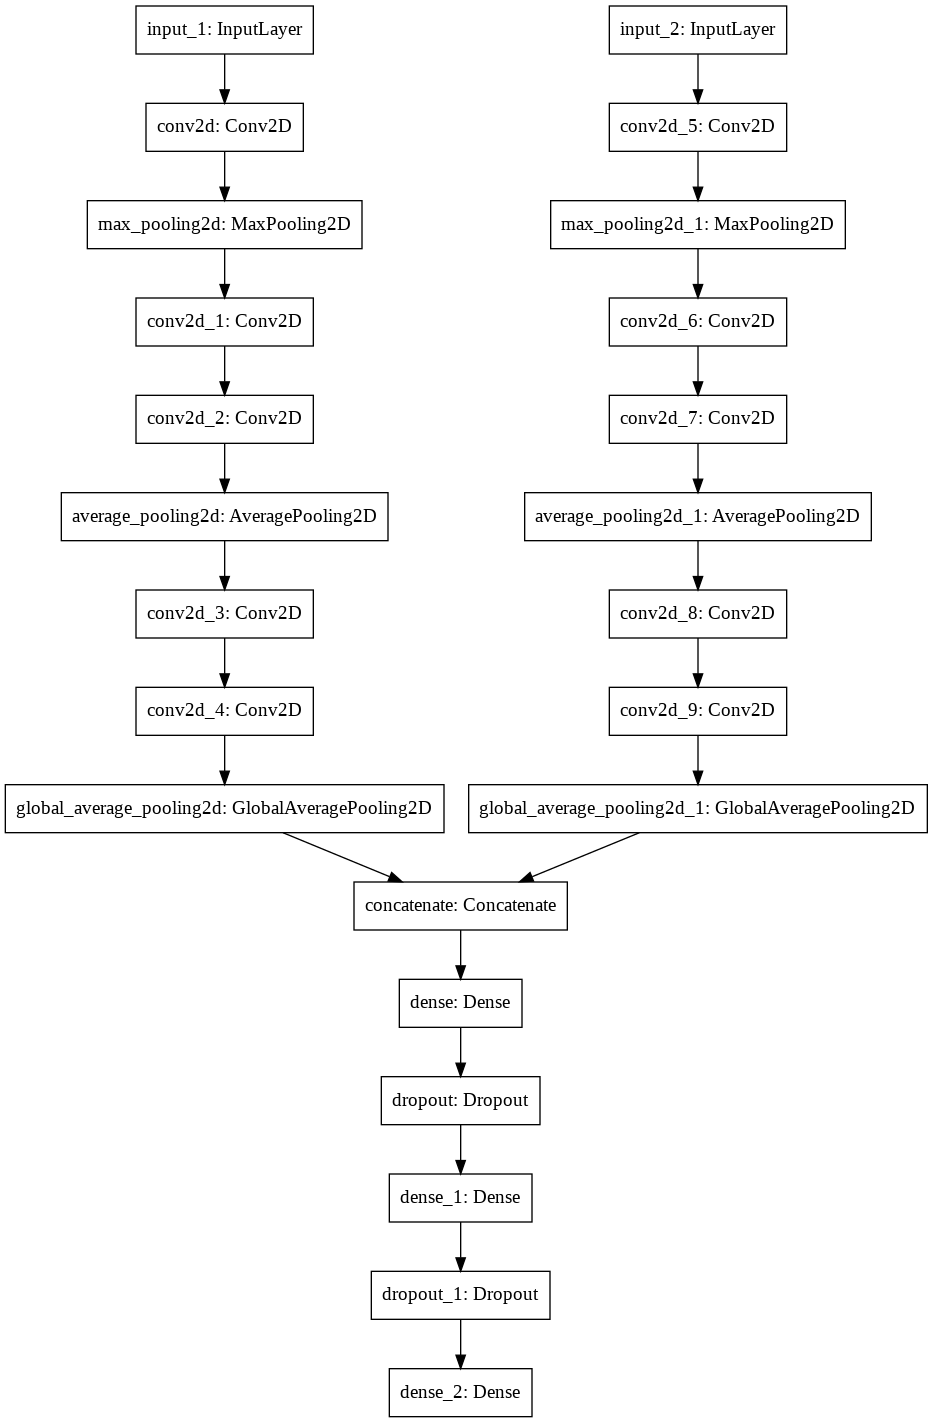 input_1: InputLayer
input_2: InputLayer
conv2d: Conv2D
conv2d_5: Conv2D
max_pooling2d: MaxPooling2D
max_pooling2d_1: MaxPooling2D
conv2d_1: Conv2D
conv2d_6: Conv2D
conv2d_2: Conv2D
conv2d_7: Conv2D
average_pooling2d: AveragePooling2D
average_pooling2d_1: AveragePooling2D
conv2d_3: Conv2D
conv2d_8: Conv2D
conv2d_4: Conv2D
conv2d_9: Conv2D
global_average_pooling2d: GlobalAveragePooling2D
global_average_pooling2d_1: GlobalAveragePooling2D
concatenate: Concatenate
dense: Dense
dropout: Dropout
dense_1: Dense
dropout_1: Dropout
dense_2: Dense